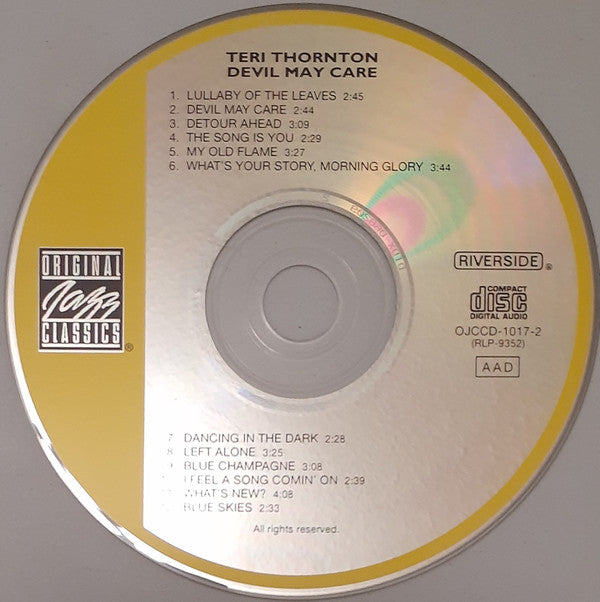 TERI THORNTON
DEVIL MAY CARE
1. LULLABY OF THE LEAVES 2:45
2. DEVIL MAY CARE 2:44
3. DETOUR AHEAD 3:09
4. THE SONG IS YOU 2:29
5. MY OLD FLAME 3:27
6. WHAT'S YOUR STORY, MORNING GLORY 3:44
ORIGINAL
Jazz
CLASSICS®
RIVERSIDE®
COMPACT
disc
DIGITAL AUDIO
OJCCD-1017-2
(RLP-9352)
AAD
7. DANCING IN THE DARK 2:28
8. LEFT ALONE 3:25
9. BLUE CHAMPAGNE 3:08
I FEEL A SONG COMIN' ON 2:39
WHAT'S NEW? 4:08
BLUE SKIES 2:33
All rights reserved.